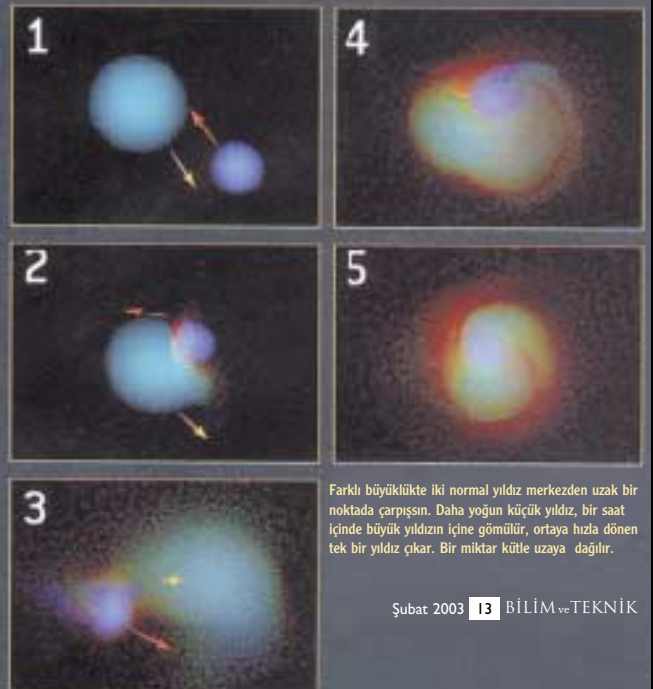 1
4
2
5
3
Farklı büyüklükte iki normal yıldız merkezden uzak bir
noktada çarpışsın. Daha yoğun küçük yıldız, bir saat
içinde büyük yıldızın içine gömülür, ortaya hızla dönen
tek bir yıldız çıkar. Bir miktar kütle uzaya dağılır.
Şubat 2003 13 BİLİM ve TEKNİK